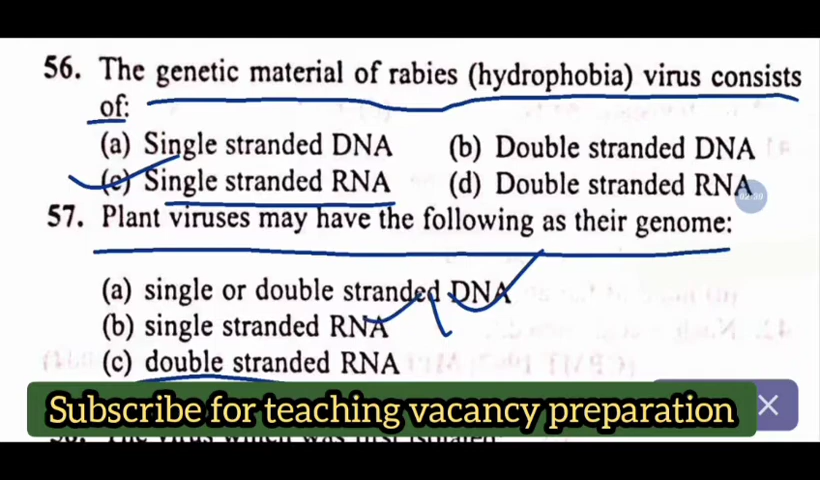 56. The genetic material of rabies (hydrophobia) virus consists
of:
(a) Single stranded DNA (b) Double stranded DNA
(c) Single stranded RNA (d) Double stranded RNA
57. Plant viruses may have the following as their genome:
(a) single or double stranded DNA
(b) single stranded RNA
(c) double stranded RNA
Subscribe for teaching vacancy preparation